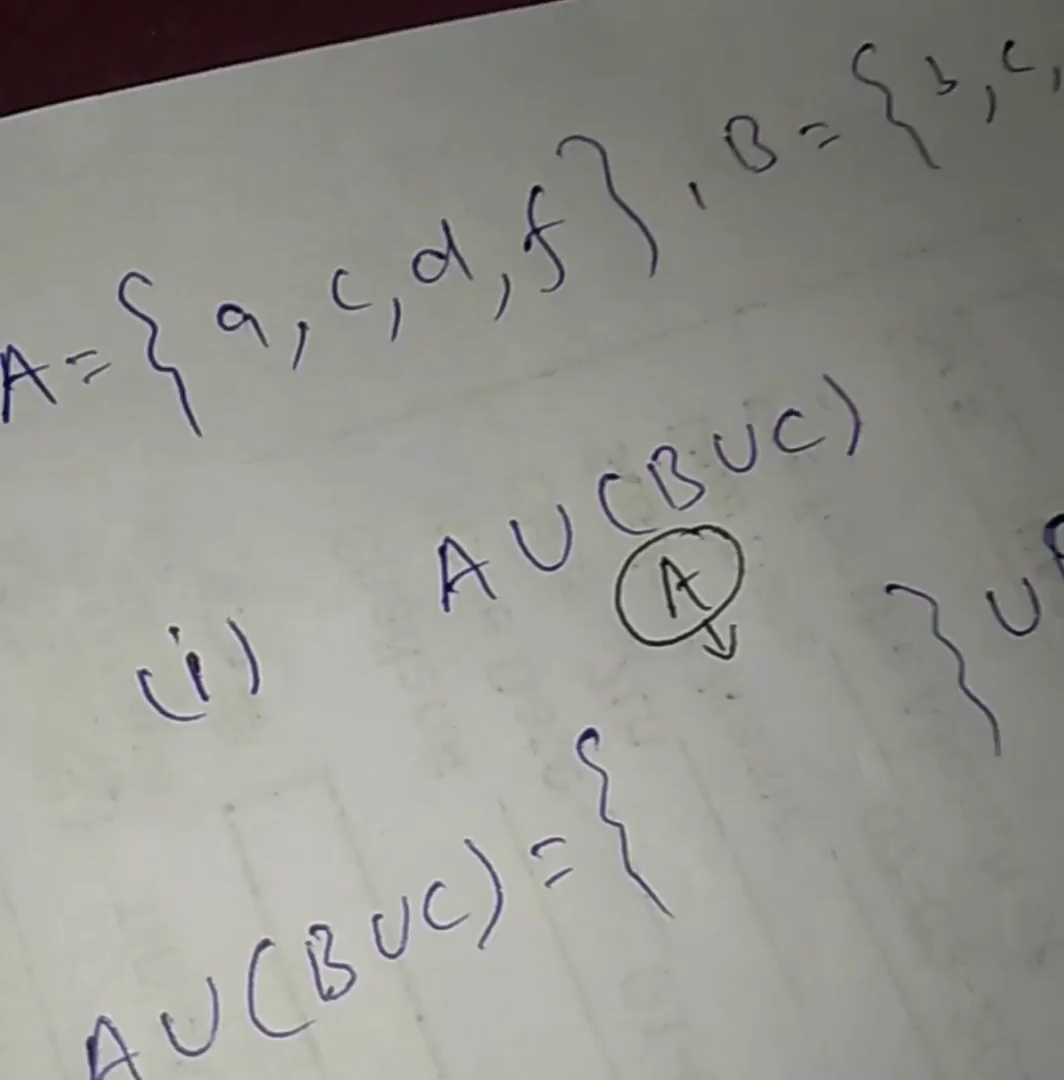 A = { a, c, d, f }, B = { b, c,
(i) A ∪ (B ∪ C)
A
A ∪ (B ∪ C) = { } ∪